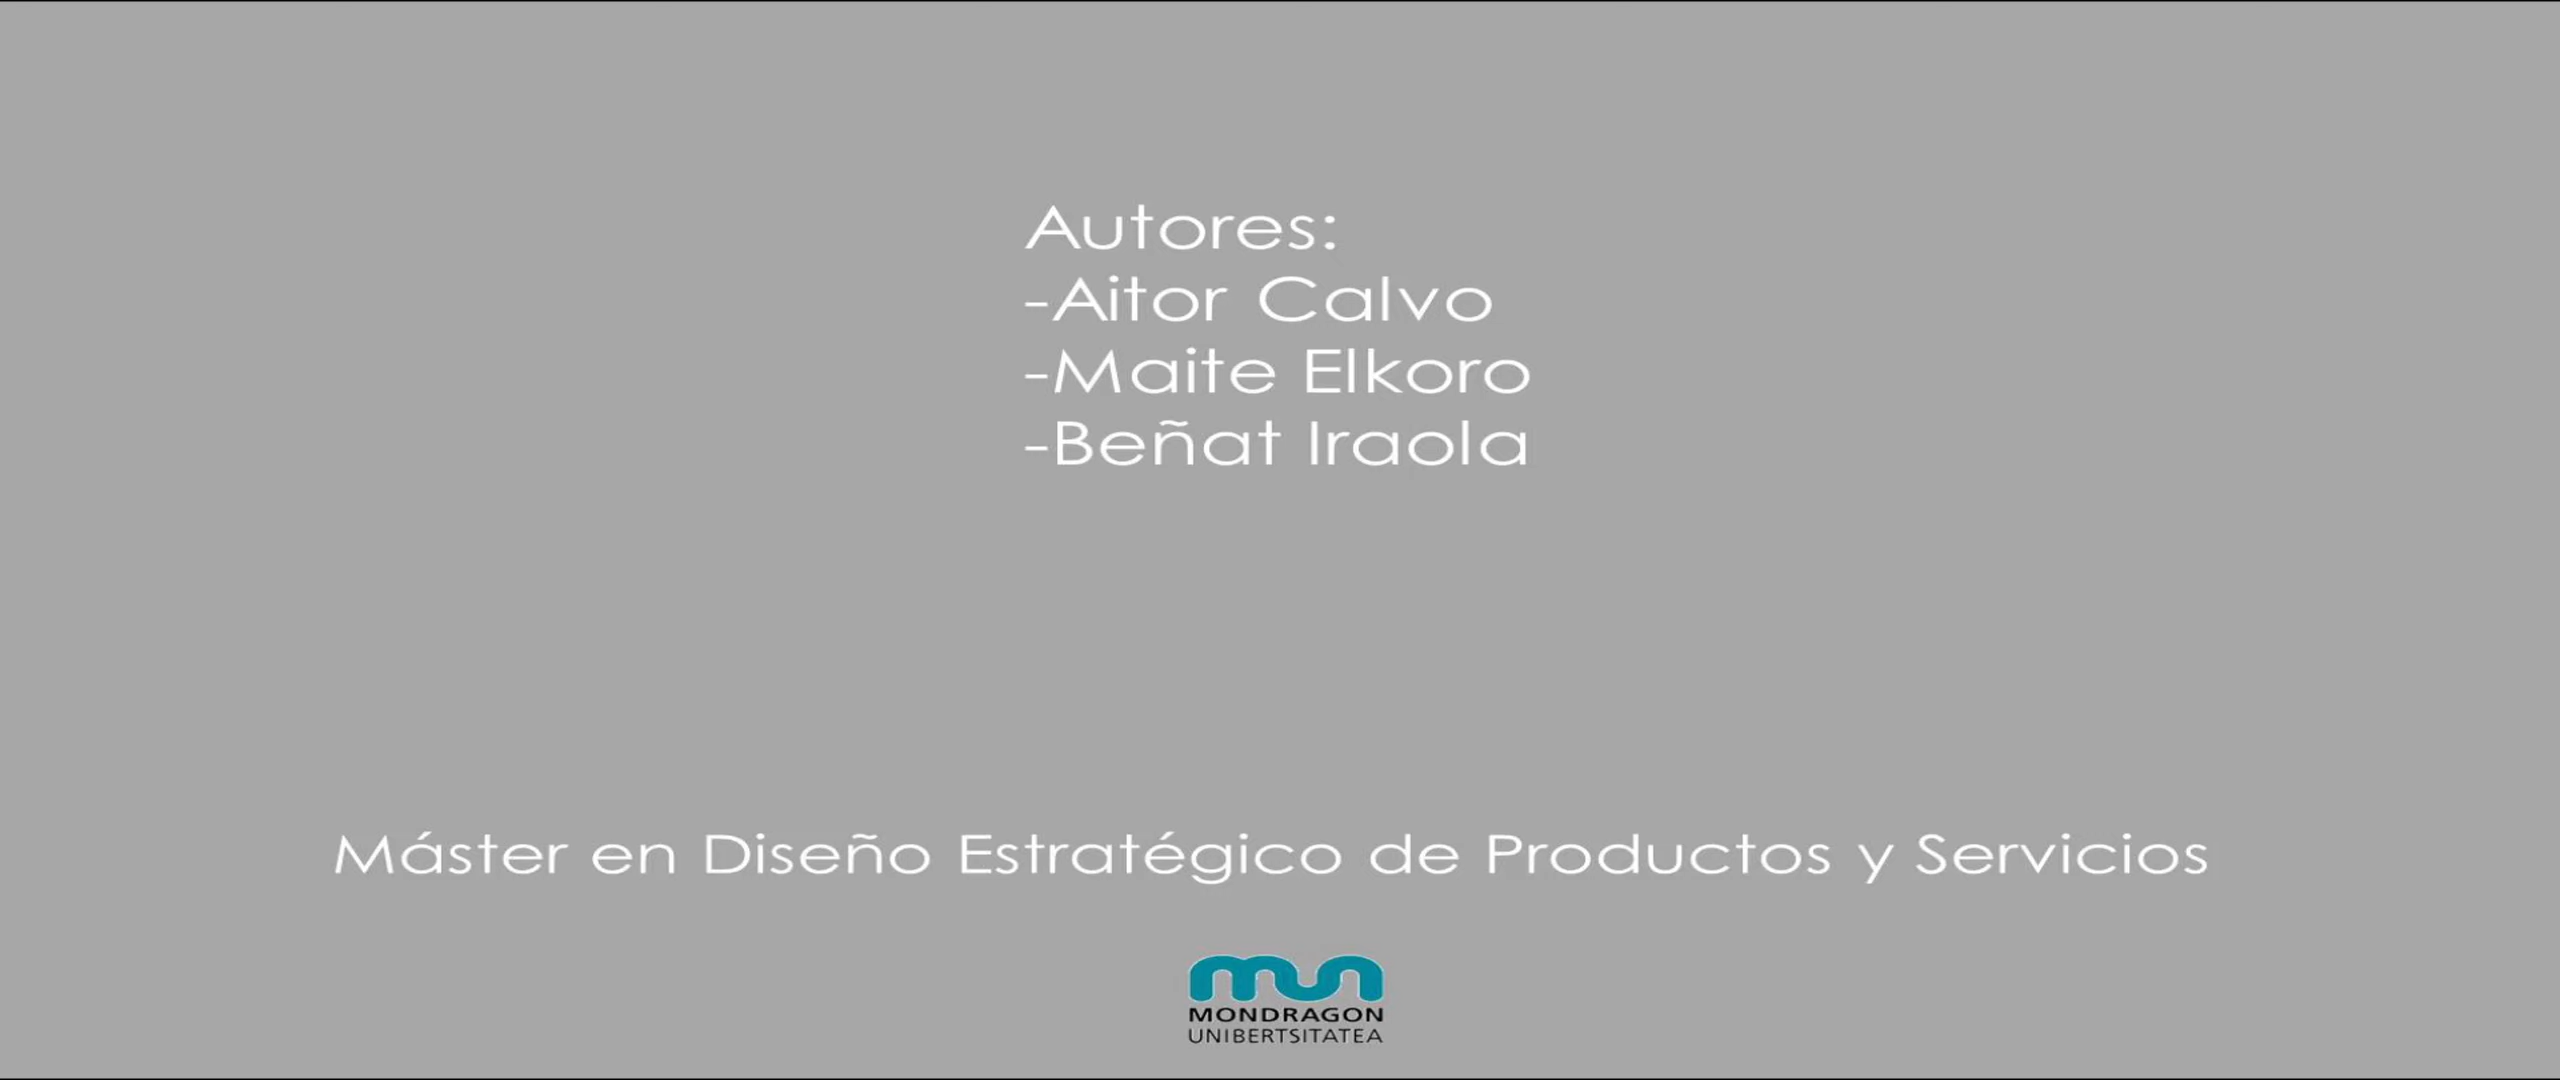 Autores:
-Aitor Calvo
-Maite Elkoro
-Beñat Iraola
Máster en Diseño Estratégico de Productos y Servicios
MONDRAGON
UNIBERTSITATEA